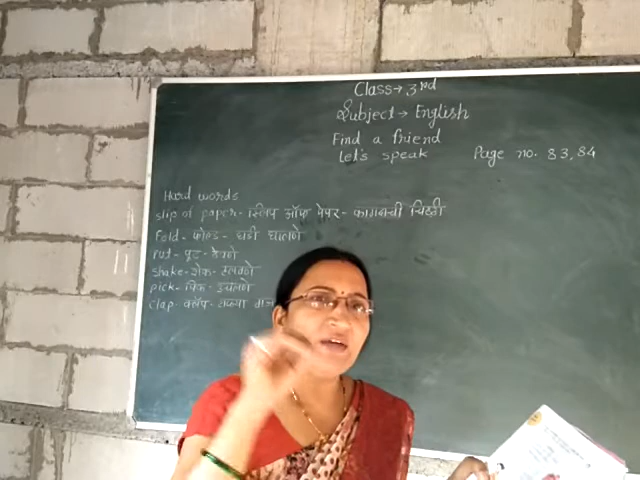 Class→3rd
Subject→English
Find a friend
Let's speak Page no. 83,84
Hard words
slip of paper - स्लिप ऑफ पेपर - कागदाची चिठ्ठी
Fold - फोल्ड - घडी घालणे
Put - पूट - ठेवणे
Shake - शेक - हलवणे
pick - पिक - उचलणे
clap - क्लॅप - टाळ्या